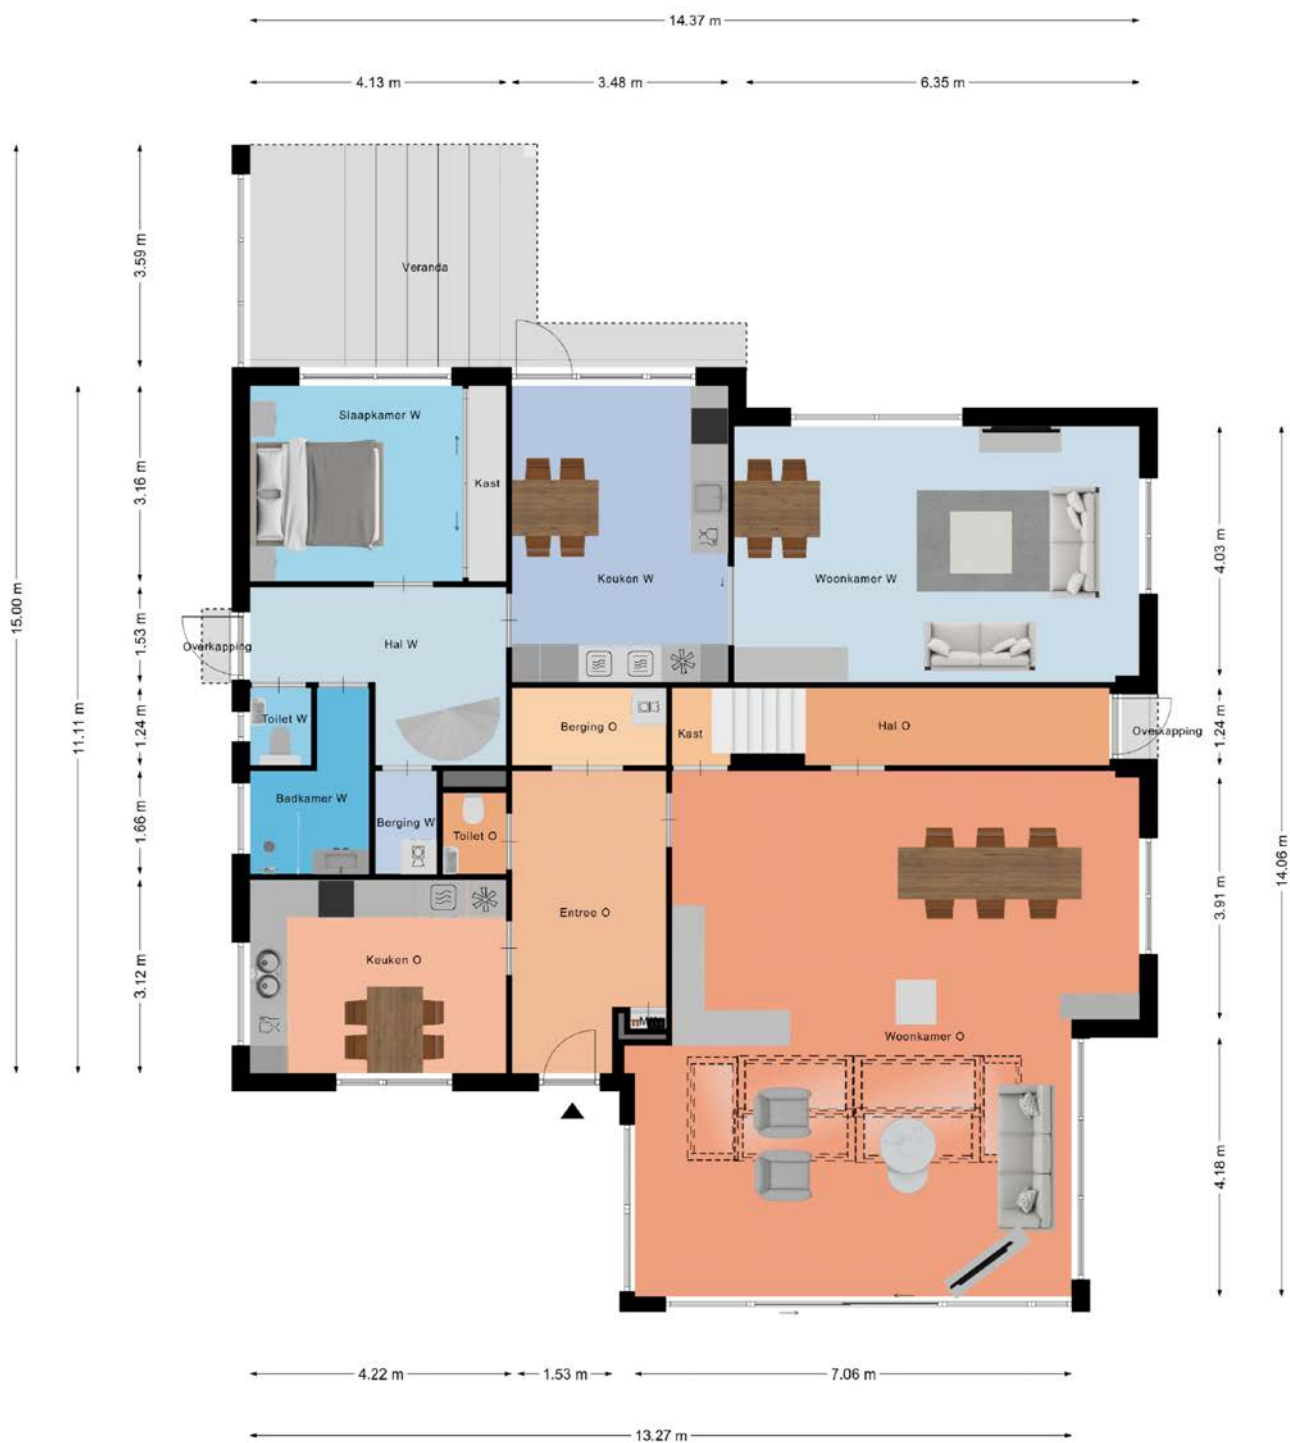 14.37 m
4.13 m
3.48 m
6.35 m
15.00 m
3.59 m
Veranda
11.11 m
3.16 m
Slaapkamer W
Kast
Keuken W
Woonkamer W
4.03 m
14.06 m
1.53 m
Overkapping
Hal W
1.24 m
Toilet W
Berging O
Kast
Hal O
Overkapping
1.24 m
1.66 m
Badkamer W
Berging W
Toilet O
3.91 m
3.12 m
Keuken O
Entree O
Woonkamer O
4.18 m
4.22 m
1.53 m
7.06 m
13.27 m